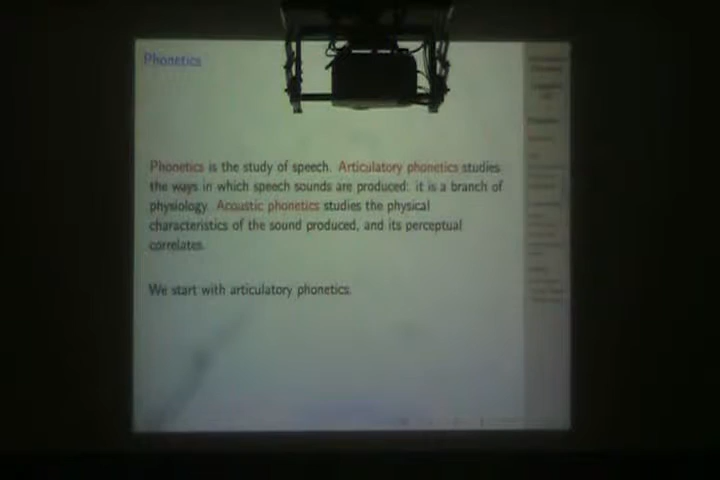 Phonetics
Phonetics is the study of speech. Articulatory phonetics studies
the ways in which speech sounds are produced; it is a branch of
physiology. Acoustic phonetics studies the physical
characteristics of the sound produced, and its perceptual
correlates.
We start with articulatory phonetics.